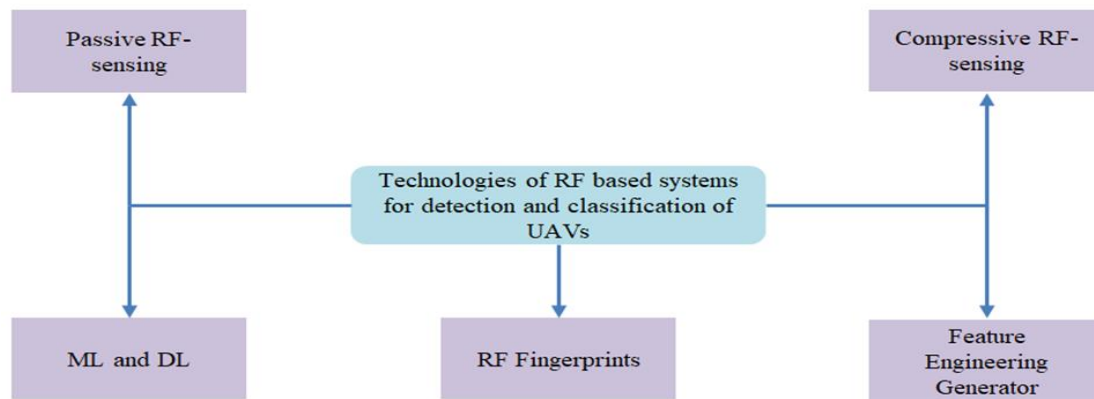 Passive RF-
sensing
Compressive RF-
sensing
Technologies of RF based systems
for detection and classification of
UAVs
ML and DL
RF Fingerprints
Feature
Engineering
Generator